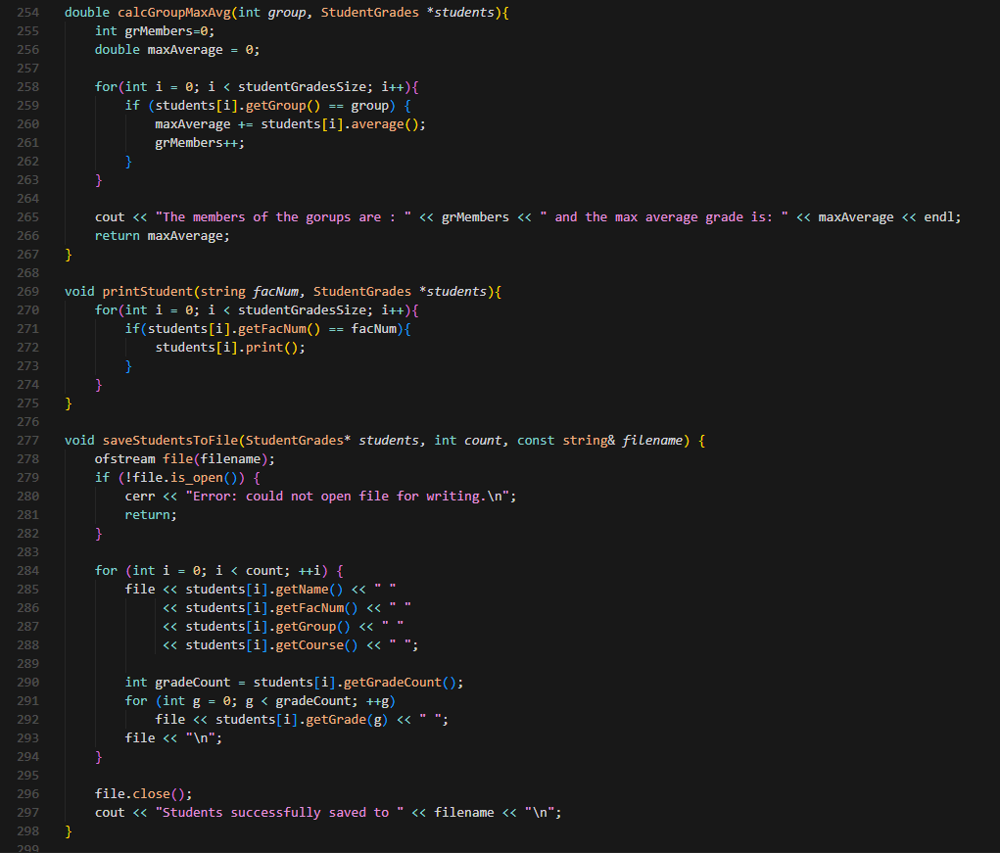 254 double calcGroupMaxAvg(int group, StudentGrades *students){
255     int grMembers=0;
256     double maxAverage = 0;
257
258     for(int i = 0; i < studentGradesSize; i++){
259         if (students[i].getGroup() == group) {
260             maxAverage += students[i].average();
261             grMembers++;
262         }
263     }
264
265     cout << "The members of the gorups are : " << grMembers << " and the max average grade is: " << maxAverage << endl;
266     return maxAverage;
267 }
268
269 void printStudent(string facNum, StudentGrades *students){
270     for(int i = 0; i < studentGradesSize; i++){
271         if(students[i].getFacNum() == facNum){
272             students[i].print();
273         }
274     }
275 }
276
277 void saveStudentsToFile(StudentGrades* students, int count, const string& filename) {
278     ofstream file(filename);
279     if (!file.is_open()) {
280         cerr << "Error: could not open file for writing.\n";
281         return;
282     }
283
284     for (int i = 0; i < count; ++i) {
285         file << students[i].getName() << " "
286              << students[i].getFacNum() << " "
287              << students[i].getGroup() << " "
288              << students[i].getCourse() << " ";
289
290         int gradeCount = students[i].getGradeCount();
291         for (int g = 0; g < gradeCount; ++g)
292             file << students[i].getGrade(g) << " ";
293         file << "\n";
294     }
295
296     file.close();
297     cout << "Students successfully saved to " << filename << "\n";
298 }
299